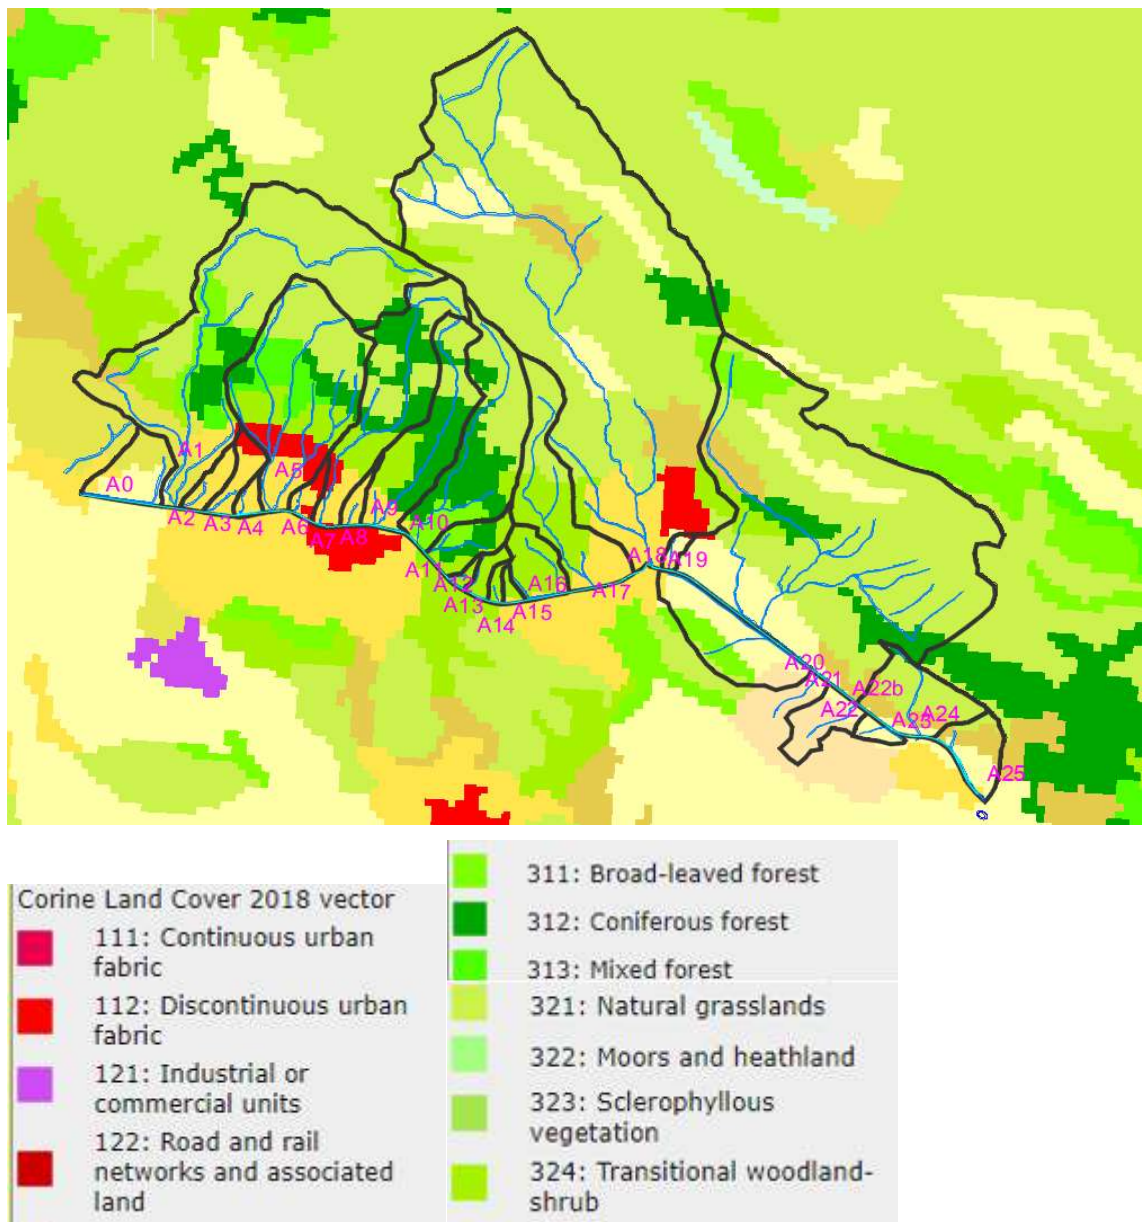 A1
A0
A5
A2
A3
A4
A6
A7
A8
A9
A10
A11
A12
A13
A14
A15
A16
A17
A18
A19
A20
A21
A22
A22b
A23
A24
A25
0
Corine Land Cover 2018 vector
111: Continuous urban
fabric
112: Discontinuous urban
fabric
121: Industrial or
commercial units
122: Road and rail
networks and associated
land
311: Broad-leaved forest
312: Coniferous forest
313: Mixed forest
321: Natural grasslands
322: Moors and heathland
323: Sclerophyllous
vegetation
324: Transitional woodland-
shrub